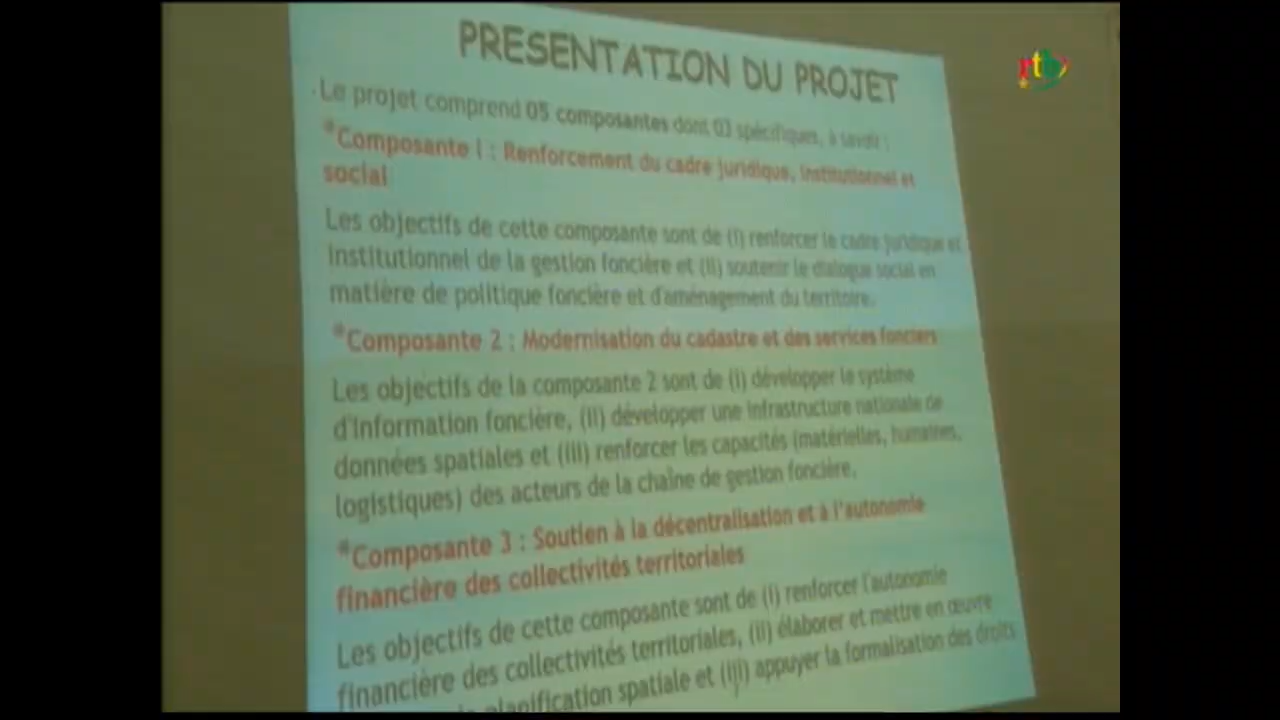 rtb
PRESENTATION DU PROJET
Le projet comprend 05 composantes dont 03 spécifiques, à savoir :
*Composante 1 : Renforcement du cadre juridique, institutionnel et
social
Les objectifs de cette composante sont de (i) renforcer le cadre juridique et
institutionnel de la gestion foncière et (ii) soutenir le dialogue social en
matière de politique foncière et d'aménagement du territoire.
*Composante 2 : Modernisation du cadastre et des services fonciers
Les objectifs de la composante 2 sont de (i) développer le système
d'information foncière, (ii) développer une infrastructure nationale de
données spatiales et (iii) renforcer les capacités (matérielles, humaines,
logistiques) des acteurs de la chaîne de gestion foncière.
*Composante 3 : Soutien à la décentralisation et à l'autonomie
financière des collectivités territoriales
Les objectifs de cette composante sont de (i) renforcer l'autonomie
financière des collectivités territoriales, (ii) élaborer et mettre en œuvre
planification spatiale et (iii) appuyer la formalisation des droits